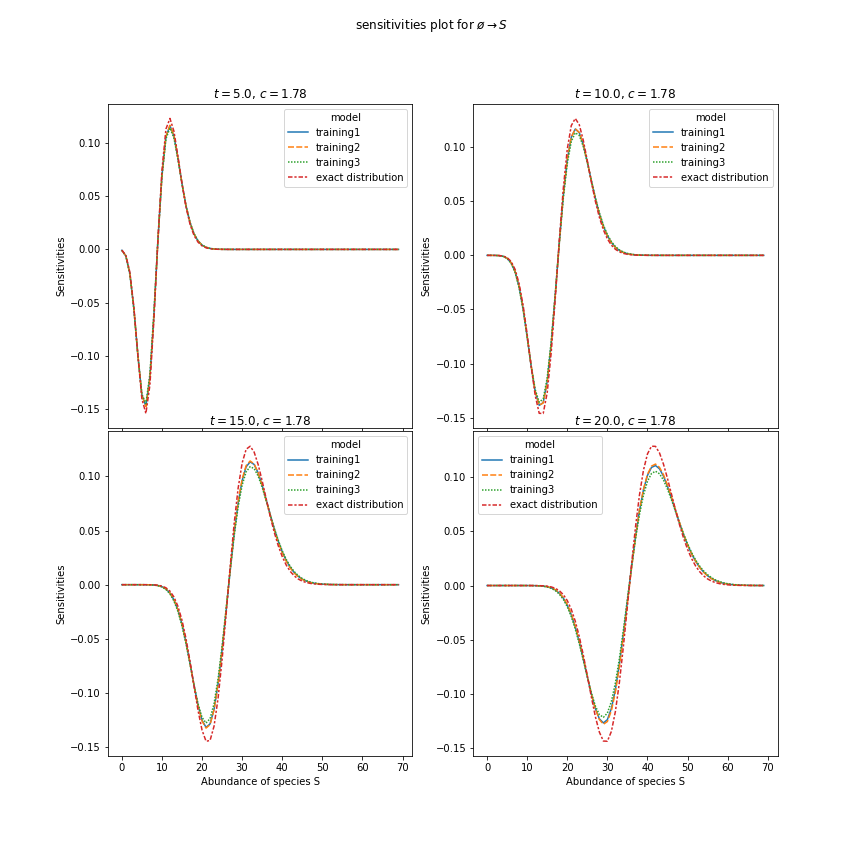 sensitivities plot for ø → S
t = 5.0, c = 1.78
Sensitivities
0.10
0.05
0.00
−0.05
−0.10
−0.15
model
training1
training2
training3
exact distribution
t = 10.0, c = 1.78
Sensitivities
0.10
0.05
0.00
−0.05
−0.10
−0.15
model
training1
training2
training3
exact distribution
t = 15.0, c = 1.78
Sensitivities
0.10
0.05
0.00
−0.05
−0.10
−0.15
model
training1
training2
training3
exact distribution
0 10 20 30 40 50 60 70
Abundance of species S
t = 20.0, c = 1.78
Sensitivities
0.10
0.05
0.00
−0.05
−0.10
−0.15
model
training1
training2
training3
exact distribution
0 10 20 30 40 50 60 70
Abundance of species S